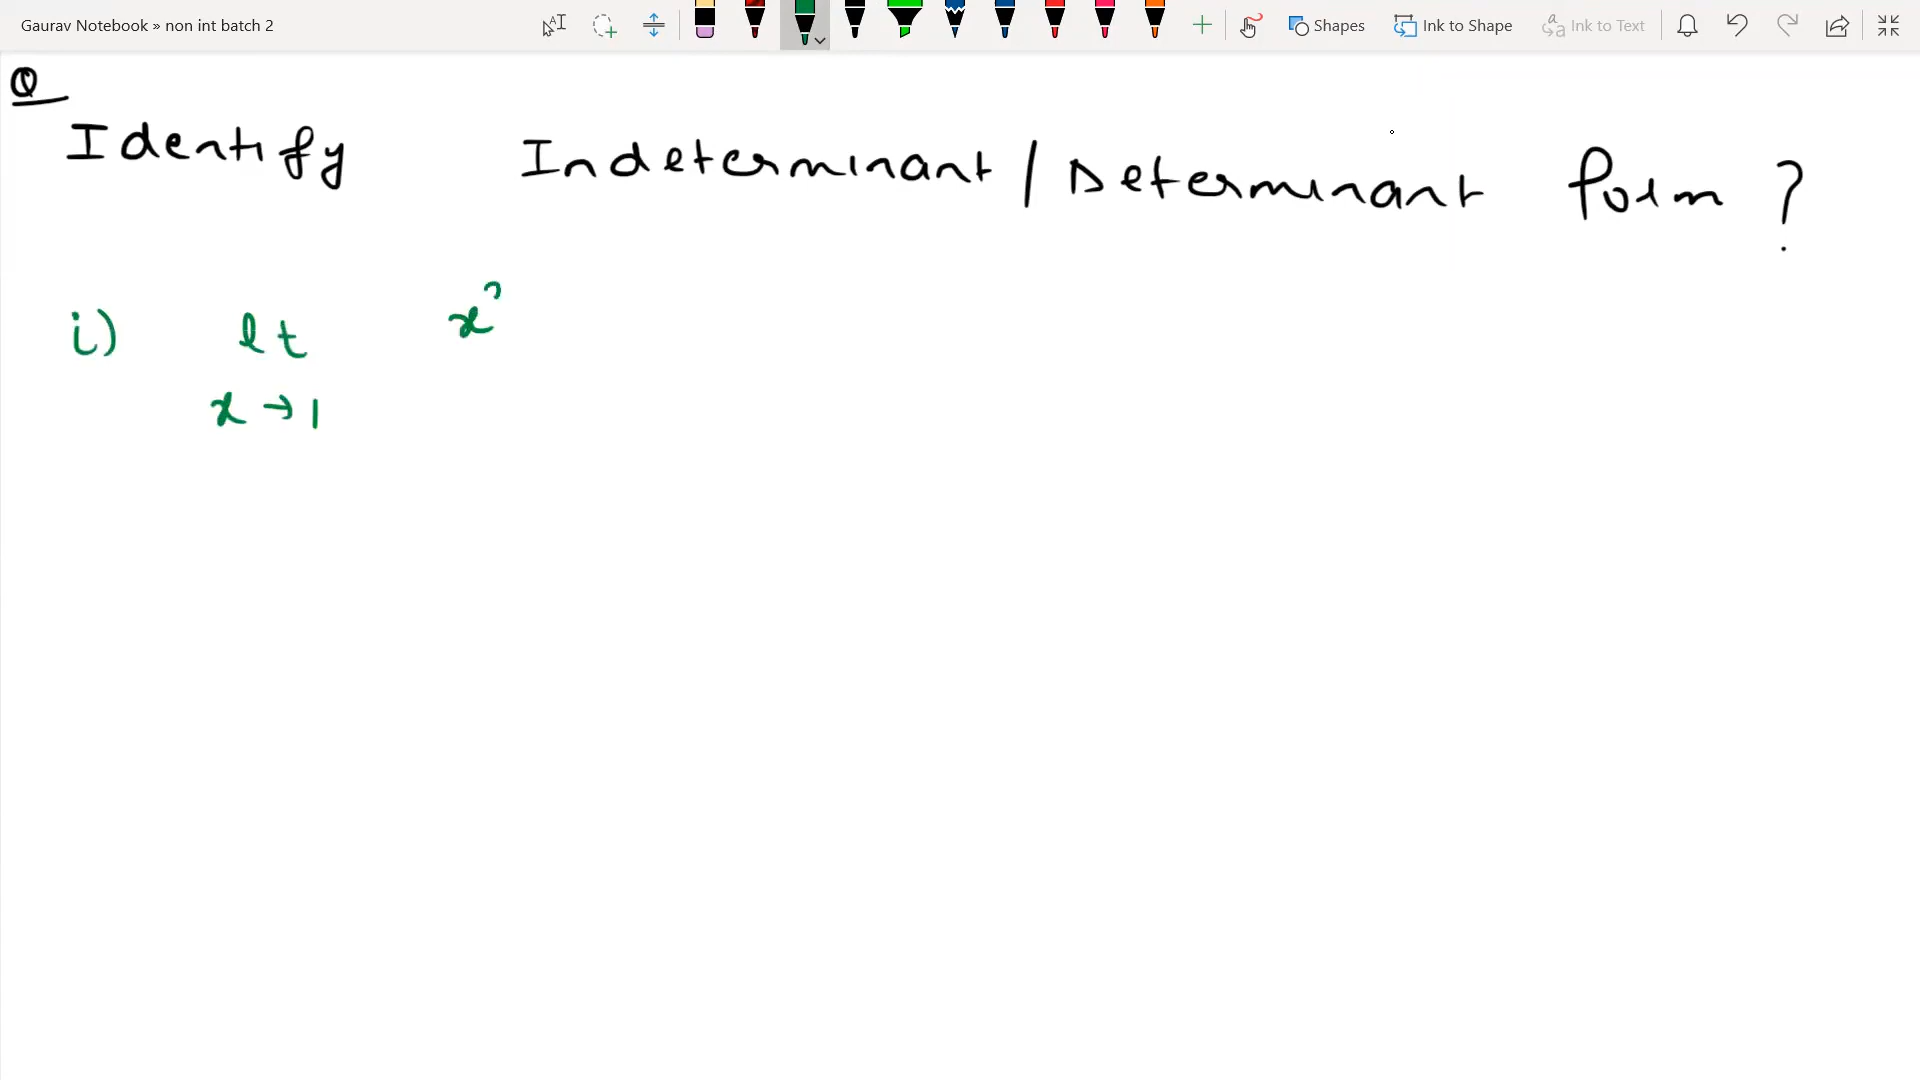 Gaurav Notebook » non int batch 2
Shapes
Ink to Shape
Ink to Text
Q
Identify Indeterminant / Determinant form ?
i) lt x
x → 1